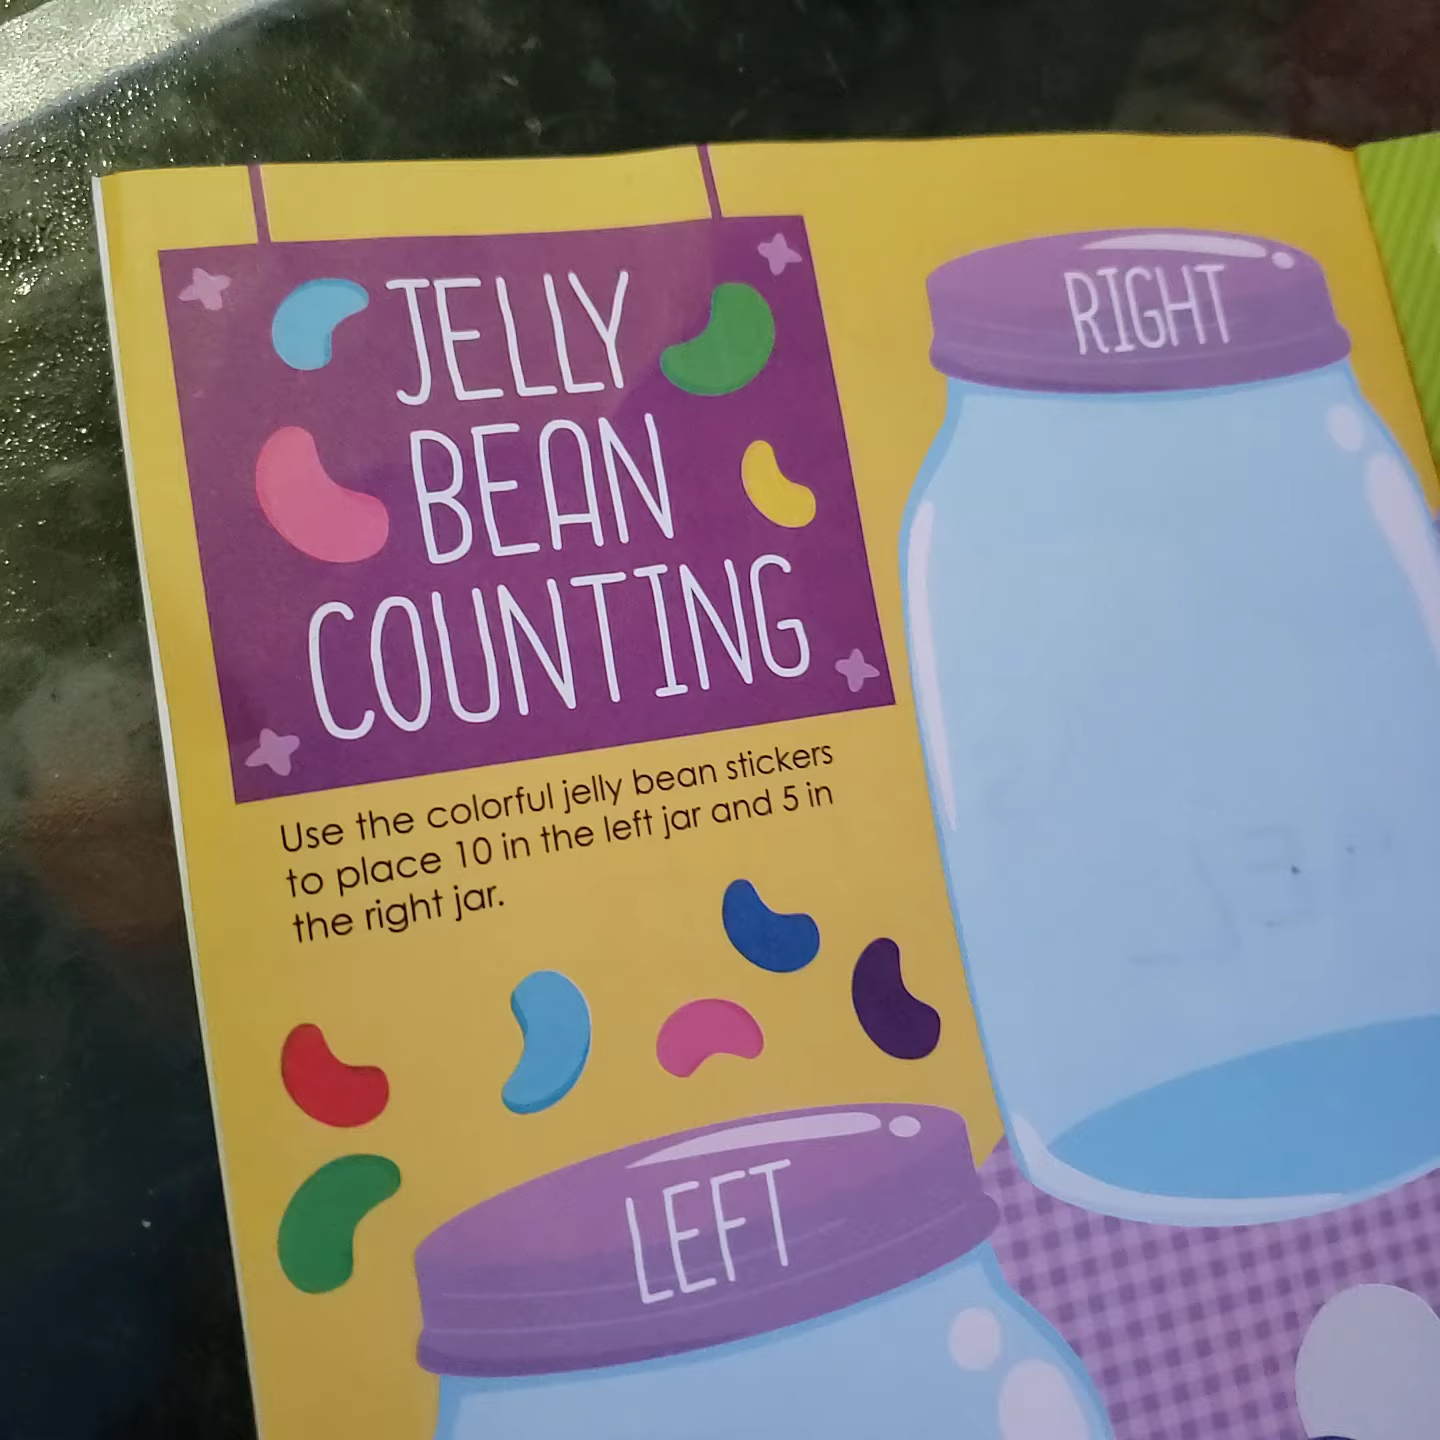 JELLY
BEAN
COUNTING
Use the colorful jelly bean stickers
to place 10 in the left jar and 5 in
the right jar.
RIGHT
LEFT